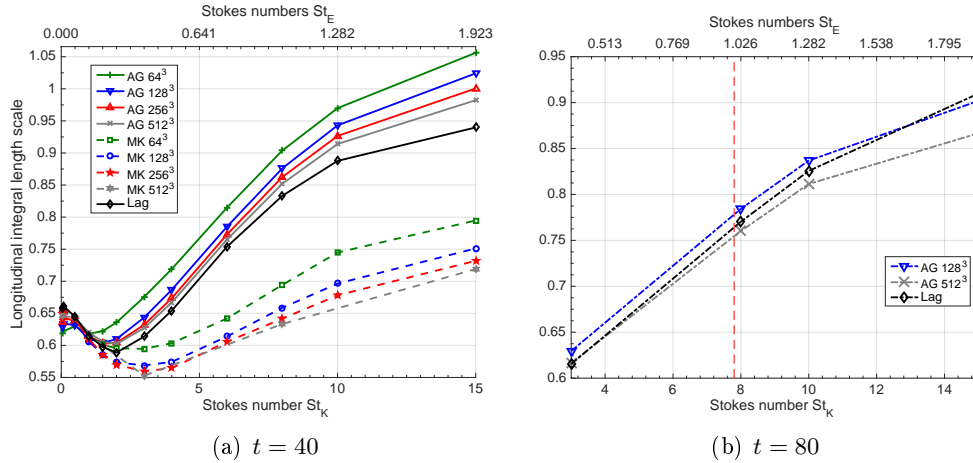 Stokes numbers St_E
0.000 0.641 1.282 1.923
1.05
1
0.95
0.9
0.85
0.8
0.75
0.7
0.65
0.6
0.55
Longitudinal integral length scale
AG 64^3
AG 128^3
AG 256^3
AG 512^3
MK 64^3
MK 128^3
MK 256^3
MK 512^3
Lag
0 5 10 15
Stokes number St_K
(a) t = 40
Stokes numbers St_E
0.513 0.769 1.026 1.282 1.538 1.795
0.95
0.9
0.85
0.8
0.75
0.7
0.65
0.6
AG 128^3
AG 512^3
Lag
4 6 8 10 12 14
Stokes number St_K
(b) t = 80